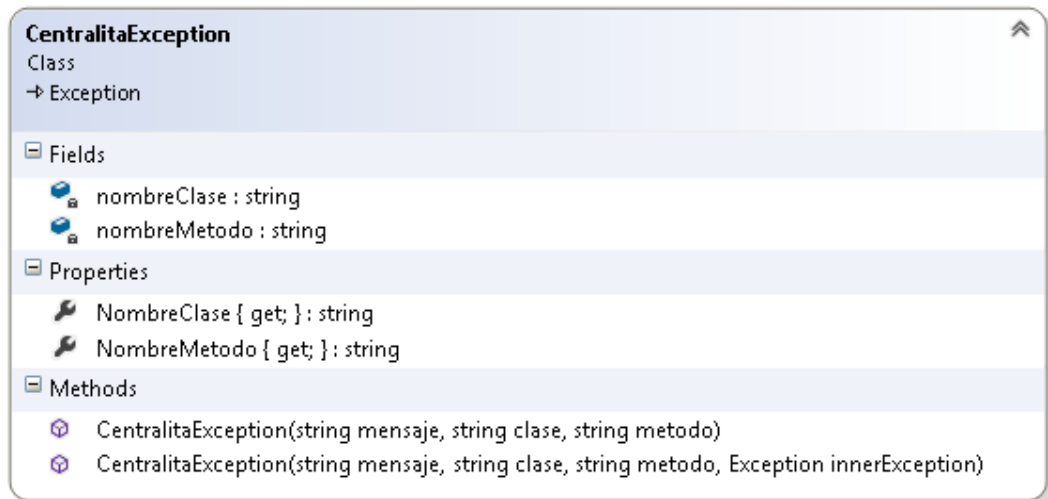 CentralitaException
Class
Exception
Fields
nombreClase : string
nombreMetodo : string
Properties
NombreClase { get; } : string
NombreMetodo { get; } : string
Methods
CentralitaException(string mensaje, string clase, string metodo)
CentralitaException(string mensaje, string clase, string metodo, Exception innerException)